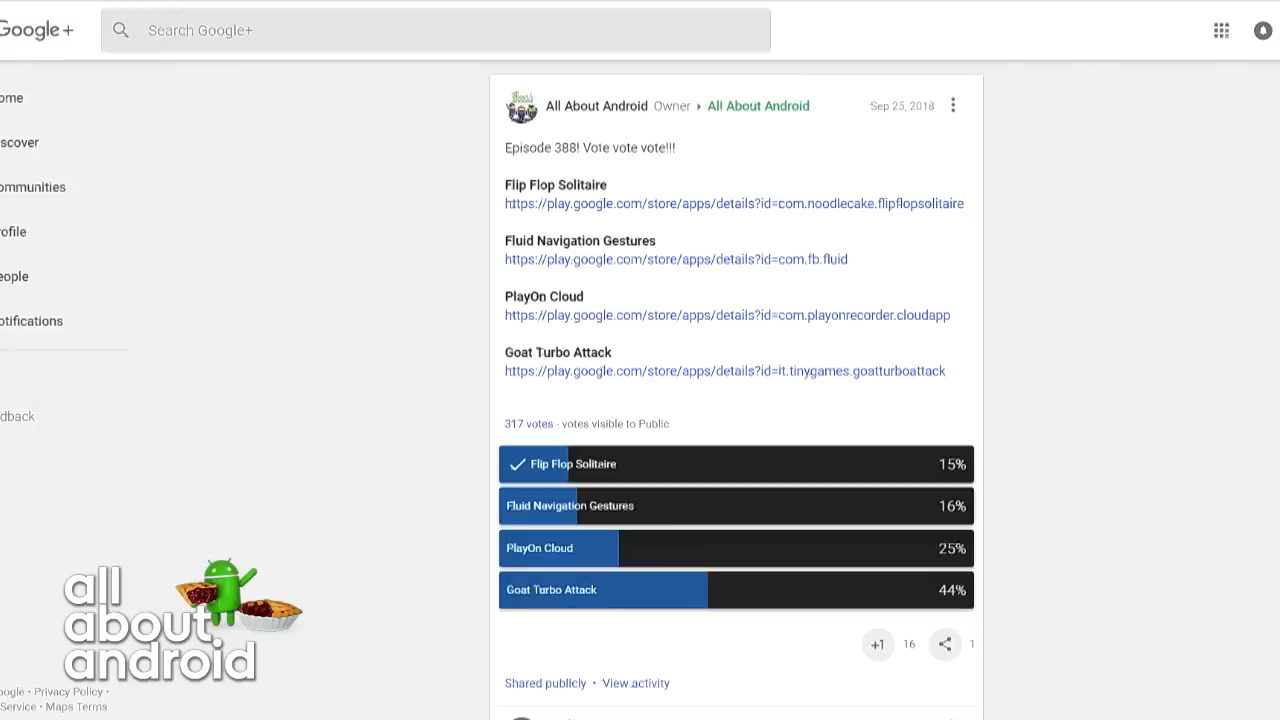 Google+
Search Google+
ome
scover
ommunities
ofile
eople
otifications
dback
All About Android Owner All About Android Sep 25, 2018
Episode 388! Vote vote vote!!!
Flip Flop Solitaire
https://play.google.com/store/apps/details?id=com.noodlecake.flipflopsolitaire
Fluid Navigation Gestures
https://play.google.com/store/apps/details?id=com.fb.fluid
PlayOn Cloud
https://play.google.com/store/apps/details?id=com.playonrecorder.cloudapp
Goat Turbo Attack
https://play.google.com/store/apps/details?id=it.tinygames.goatturboattack
317 votes · votes visible to Public
Flip Flop Solitaire 15%
Fluid Navigation Gestures 16%
PlayOn Cloud 25%
Goat Turbo Attack 44%
+1 16 1
Shared publicly • View activity
all
about
android
oogle • Privacy Policy •
Service • Maps Terms